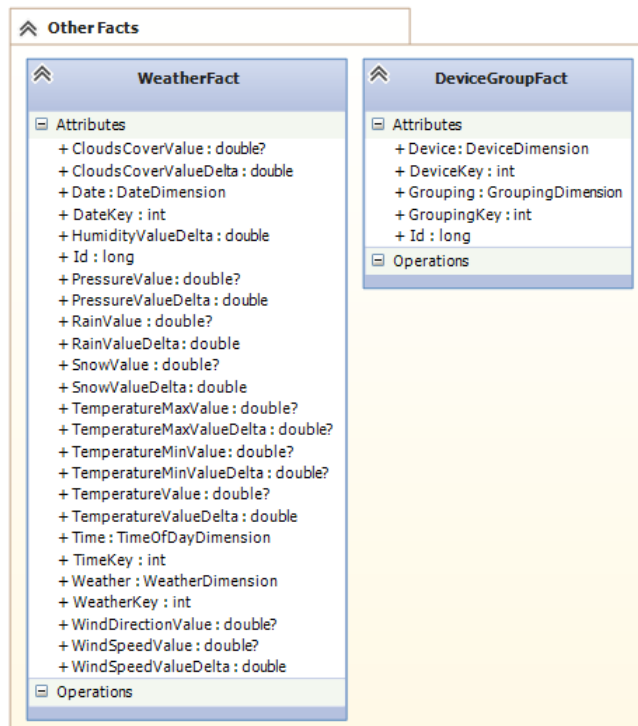 Other Facts
WeatherFact
Attributes
+ CloudsCoverValue : double?
+ CloudsCoverValueDelta : double
+ Date : DateDimension
+ DateKey : int
+ HumidityValueDelta : double
+ Id : long
+ PressureValue : double?
+ PressureValueDelta : double
+ RainValue : double?
+ RainValueDelta : double
+ SnowValue : double?
+ SnowValueDelta : double
+ TemperatureMaxValue : double?
+ TemperatureMaxValueDelta : double?
+ TemperatureMinValue : double?
+ TemperatureMinValueDelta : double?
+ TemperatureValue : double?
+ TemperatureValueDelta : double
+ Time : TimeOfDayDimension
+ TimeKey : int
+ Weather : WeatherDimension
+ WeatherKey : int
+ WindDirectionValue : double?
+ WindSpeedValue : double?
+ WindSpeedValueDelta : double
Operations
DeviceGroupFact
Attributes
+ Device : DeviceDimension
+ DeviceKey : int
+ Grouping : GroupingDimension
+ GroupingKey : int
+ Id : long
Operations